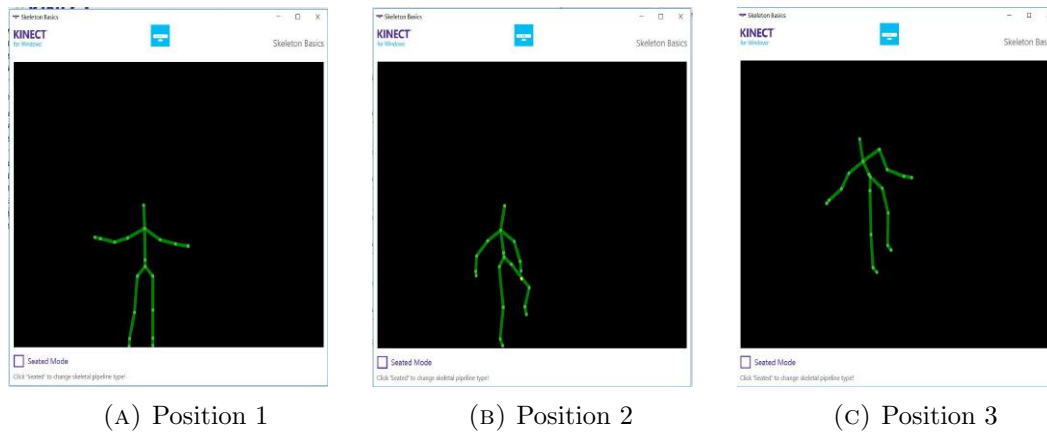 Skeleton Basics
KINECT
for Windows
Skeleton Basics
Seated Mode
Click 'Seated' to change skeletal pipeline type!
(A) Position 1
Skeleton Basics
KINECT
for Windows
Skeleton Basics
Seated Mode
Click 'Seated' to change skeletal pipeline type!
(B) Position 2
Skeleton Basics
KINECT
for Windows
Skeleton Bas
Seated Mode
Click 'Seated' to change skeletal pipeline type!
(C) Position 3